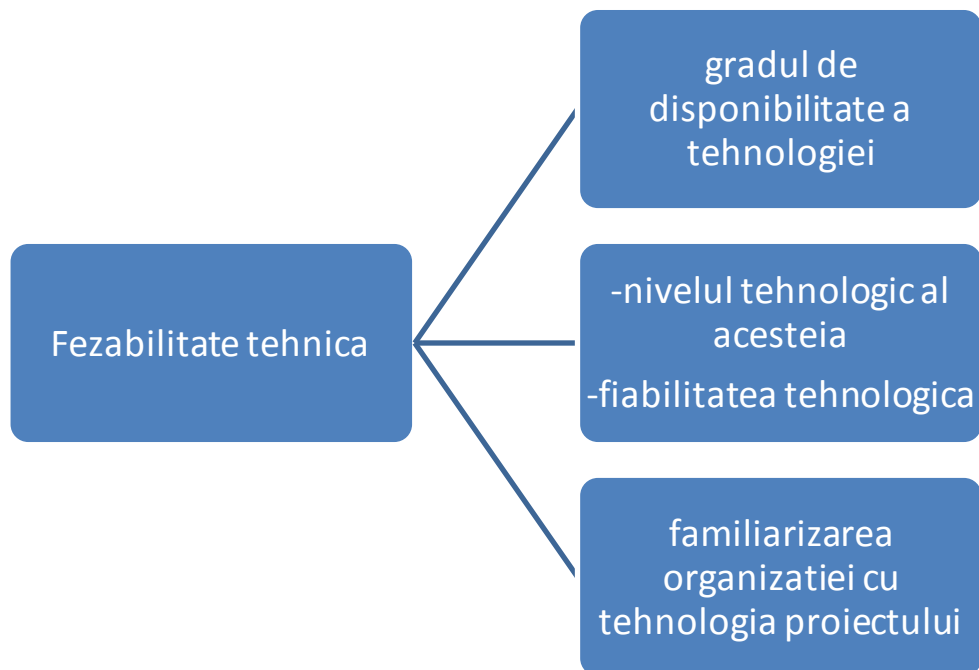 gradul de
disponibilitate a
tehnologiei
Fezabilitate tehnica
-nivelul tehnologic al
acesteia
-fiabilitatea tehnologica
familiarizarea
organizatiei cu
tehnologia proiectului